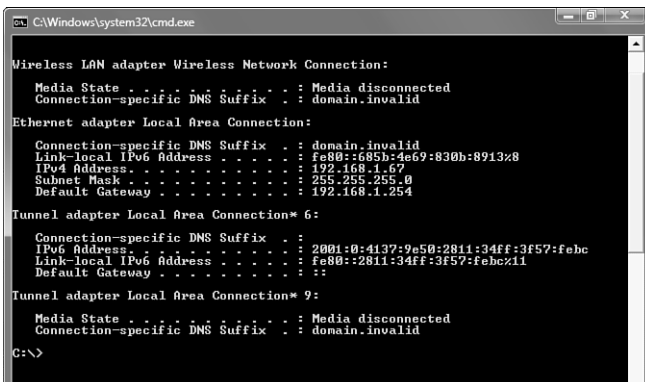 C:\Windows\system32\cmd.exe
Wireless LAN adapter Wireless Network Connection:
Media State . . . . . . . . . . . : Media disconnected
Connection-specific DNS Suffix  . : domain.invalid
Ethernet adapter Local Area Connection:
Connection-specific DNS Suffix  . : domain.invalid
Link-local IPv6 Address . . . . . : fe80::685b:4e69:830b:8913%8
IPv4 Address. . . . . . . . . . . : 192.168.1.67
Subnet Mask . . . . . . . . . . . : 255.255.255.0
Default Gateway . . . . . . . . . : 192.168.1.254
Tunnel adapter Local Area Connection* 6:
Connection-specific DNS Suffix  . :
IPv6 Address. . . . . . . . . . . : 2001:0:4137:9e50:2811:34ff:3f57:febc
Link-local IPv6 Address . . . . . : fe80::2811:34ff:3f57:febc%11
Default Gateway . . . . . . . . . : ::
Tunnel adapter Local Area Connection* 9:
Media State . . . . . . . . . . . : Media disconnected
Connection-specific DNS Suffix  . : domain.invalid
C:\>